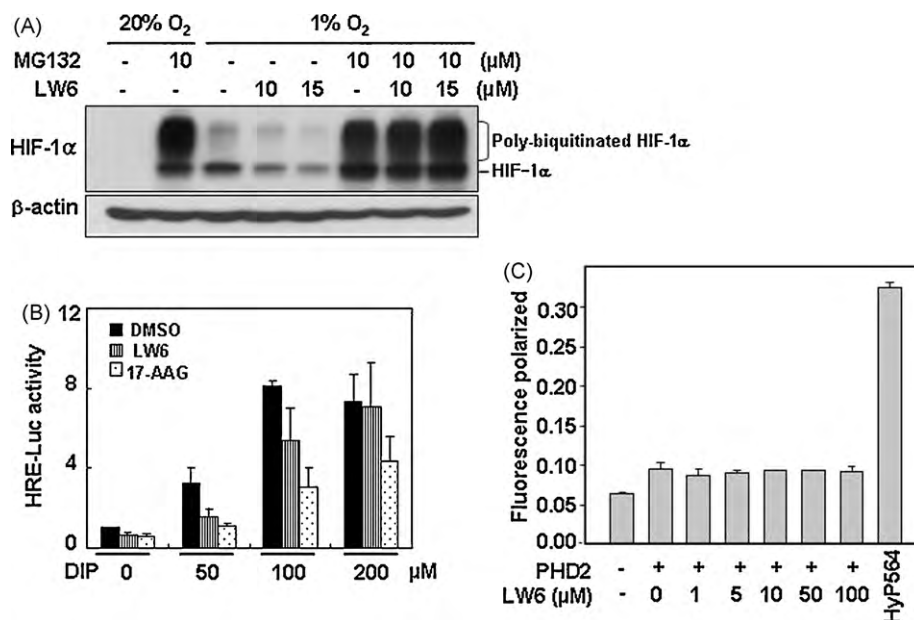 (A)
20% O2
1% O2
MG132 - 10 - - - 10 10 10 (μM)
LW6 - - - 10 15 - 10 15 (μM)
HIF-1α
Poly-biquitinated HIF-1α
HIF-1α
β-actin
(B)
HRE-Luc activity
12
8
4
0
DMSO
LW6
17-AAG
DIP 0 50 100 200 μM
(C)
Fluorescence polarized
0.30
0.25
0.20
0.15
0.10
0.05
0.00
PHD2 - + + + + + +
LW6 (μM) - 0 1 5 10 50 100
HyP564